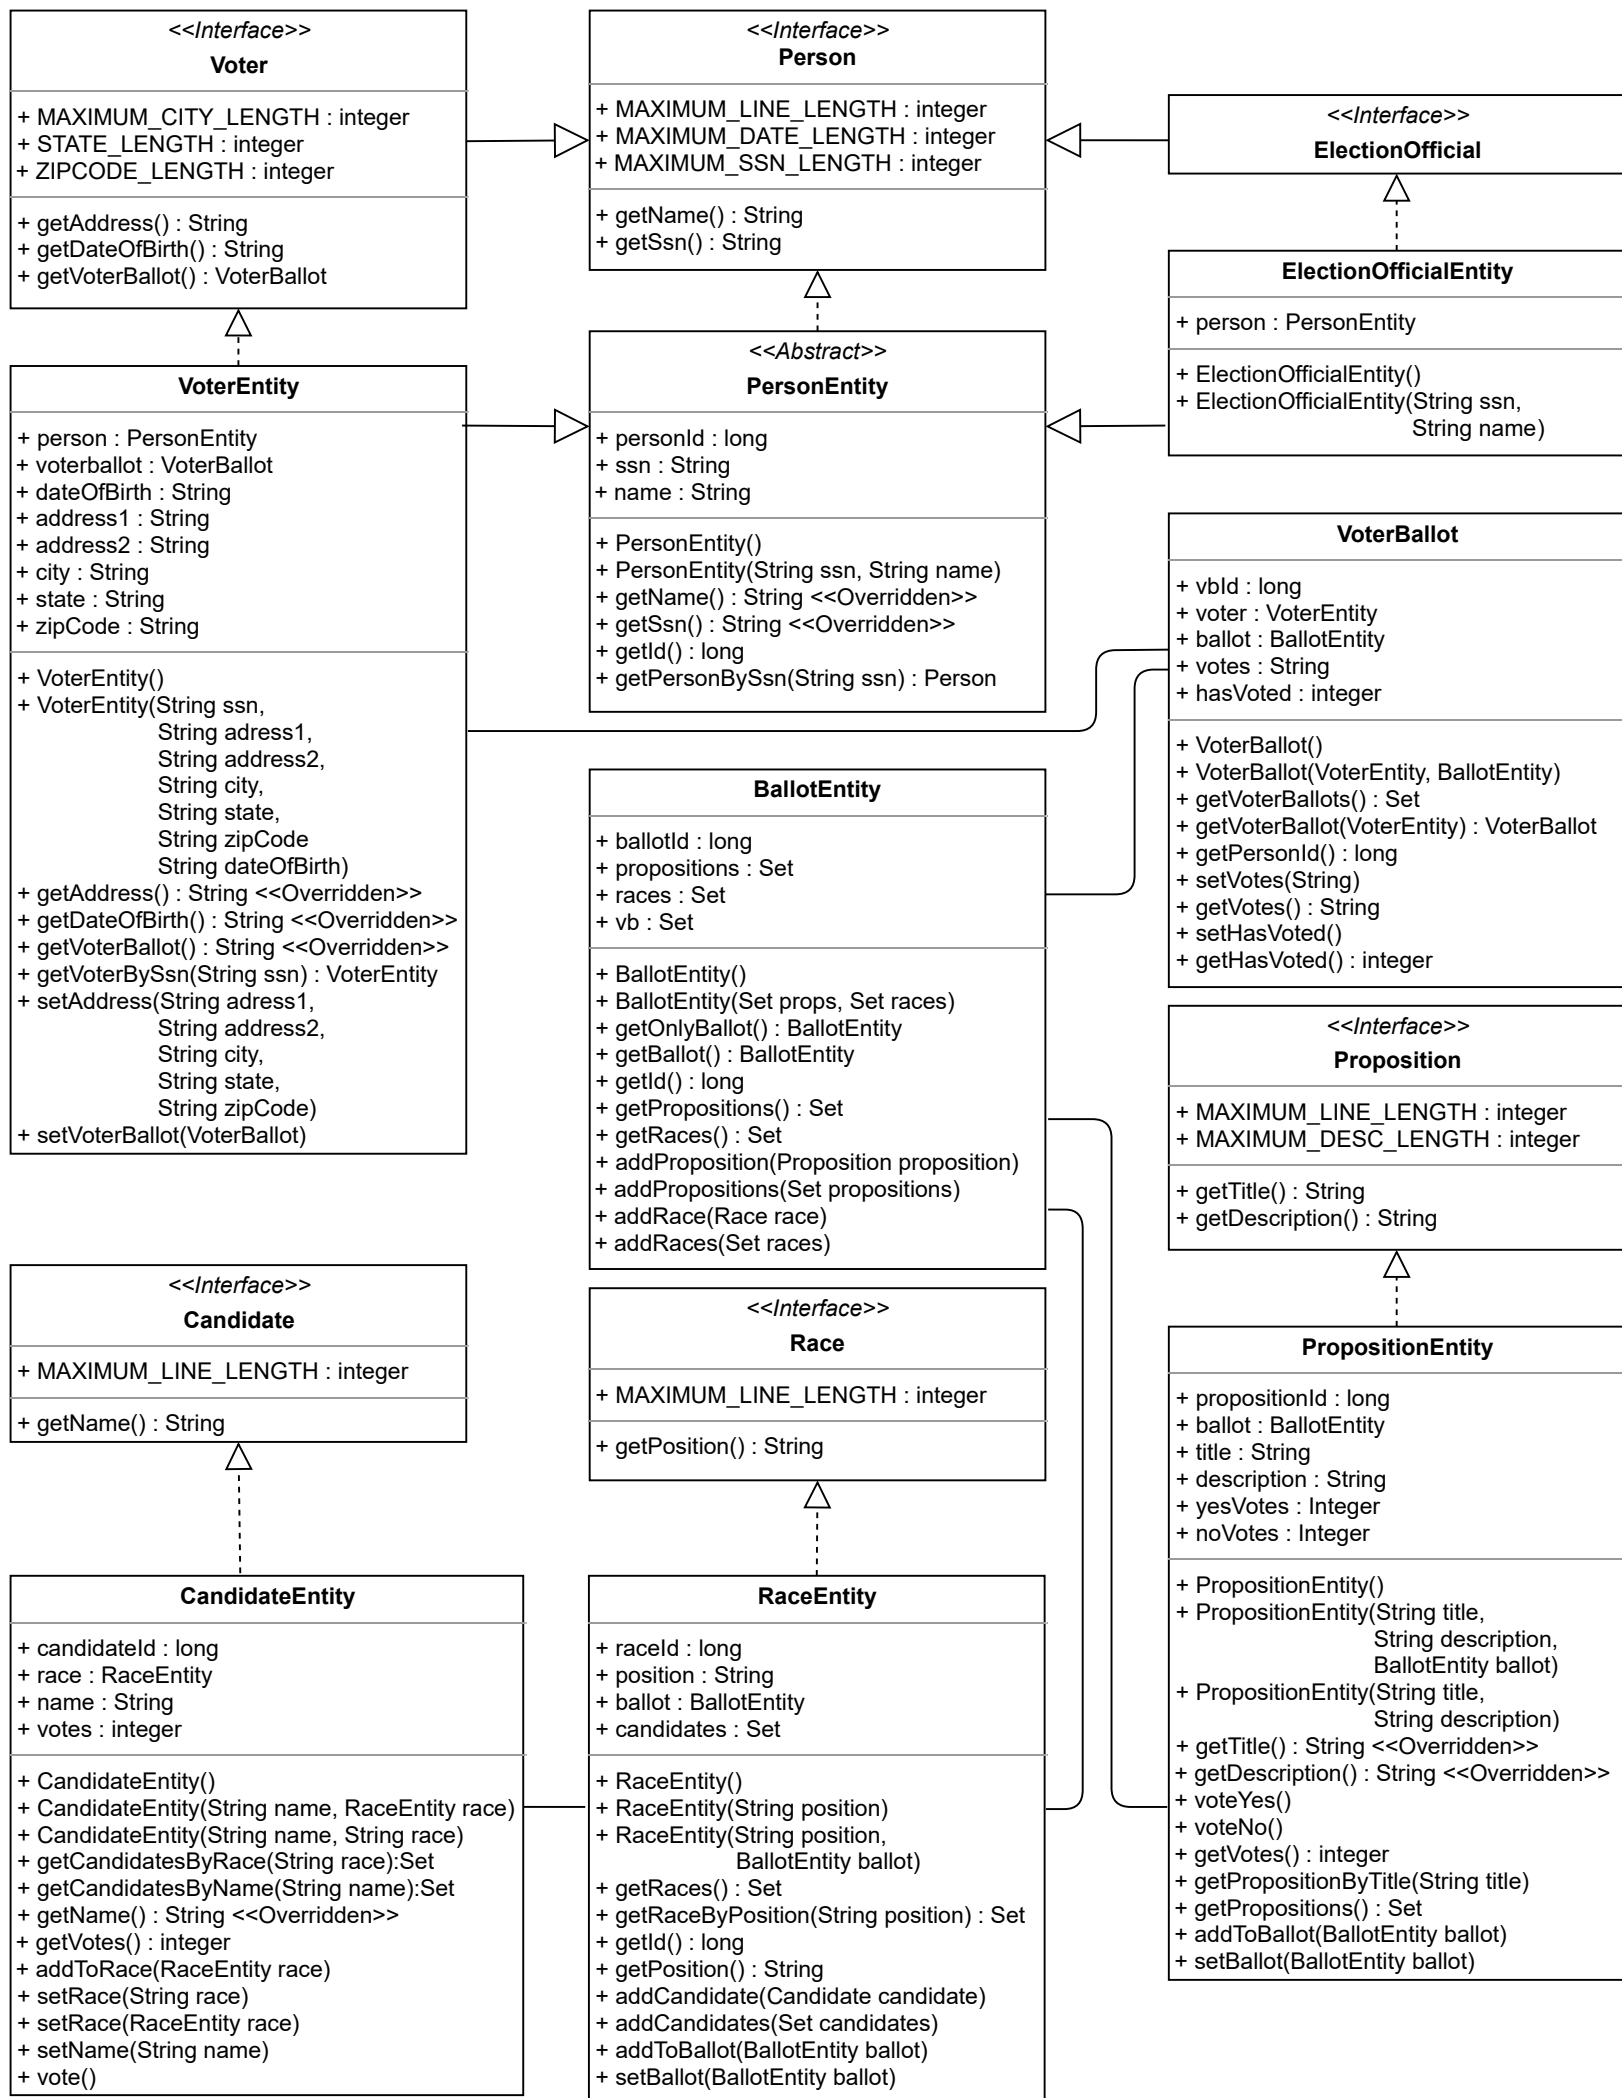 <<Interface>>
Voter
+ MAXIMUM_CITY_LENGTH : integer
+ STATE_LENGTH : integer
+ ZIPCODE_LENGTH : integer
+ getAddress() : String
+ getDateOfBirth() : String
+ getVoterBallot() : VoterBallot
<<Interface>>
Person
+ MAXIMUM_LINE_LENGTH : integer
+ MAXIMUM_DATE_LENGTH : integer
+ MAXIMUM_SSN_LENGTH : integer
+ getName() : String
+ getSsn() : String
<<Interface>>
ElectionOfficial
ElectionOfficialEntity
+ person : PersonEntity
+ ElectionOfficialEntity()
+ ElectionOfficialEntity(String ssn,
String name)
VoterEntity
+ person : PersonEntity
+ voterballot : VoterBallot
+ dateOfBirth : String
+ address1 : String
+ address2 : String
+ city : String
+ state : String
+ zipCode : String
+ VoterEntity()
+ VoterEntity(String ssn,
String adress1,
String address2,
String city,
String state,
String zipCode
String dateOfBirth)
+ getAddress() : String <<Overridden>>
+ getDateOfBirth() : String <<Overridden>>
+ getVoterBallot() : String <<Overridden>>
+ getVoterBySsn(String ssn) : VoterEntity
+ setAddress(String adress1,
String address2,
String city,
String state,
String zipCode)
+ setVoterBallot(VoterBallot)
<<Abstract>>
PersonEntity
+ personId : long
+ ssn : String
+ name : String
+ PersonEntity()
+ PersonEntity(String ssn, String name)
+ getName() : String <<Overridden>>
+ getSsn() : String <<Overridden>>
+ getId() : long
+ getPersonBySsn(String ssn) : Person
VoterBallot
+ vbId : long
+ voter : VoterEntity
+ ballot : BallotEntity
+ votes : String
+ hasVoted : integer
+ VoterBallot()
+ VoterBallot(VoterEntity, BallotEntity)
+ getVoterBallots() : Set
+ getVoterBallot(VoterEntity) : VoterBallot
+ getPersonId() : long
+ setVotes(String)
+ getVotes() : String
+ setHasVoted()
+ getHasVoted() : integer
BallotEntity
+ ballotId : long
+ propositions : Set
+ races : Set
+ vb : Set
+ BallotEntity()
+ BallotEntity(Set props, Set races)
+ getOnlyBallot() : BallotEntity
+ getBallot() : BallotEntity
+ getId() : long
+ getPropositions() : Set
+ getRaces() : Set
+ addProposition(Proposition proposition)
+ addPropositions(Set propositions)
+ addRace(Race race)
+ addRaces(Set races)
<<Interface>>
Proposition
+ MAXIMUM_LINE_LENGTH : integer
+ MAXIMUM_DESC_LENGTH : integer
+ getTitle() : String
+ getDescription() : String
<<Interface>>
Candidate
+ MAXIMUM_LINE_LENGTH : integer
+ getName() : String
<<Interface>>
Race
+ MAXIMUM_LINE_LENGTH : integer
+ getPosition() : String
PropositionEntity
+ propositionId : long
+ ballot : BallotEntity
+ title : String
+ description : String
+ yesVotes : Integer
+ noVotes : Integer
+ PropositionEntity()
+ PropositionEntity(String title,
String description,
BallotEntity ballot)
+ PropositionEntity(String title,
String description)
+ getTitle() : String <<Overridden>>
+ getDescription() : String <<Overridden>>
+ voteYes()
+ voteNo()
+ getVotes() : integer
+ getPropositionByTitle(String title)
+ getPropositions() : Set
+ addToBallot(BallotEntity ballot)
+ setBallot(BallotEntity ballot)
CandidateEntity
+ candidateId : long
+ race : RaceEntity
+ name : String
+ votes : integer
+ CandidateEntity()
+ CandidateEntity(String name, RaceEntity race)
+ CandidateEntity(String name, String race)
+ getCandidatesByRace(String race):Set
+ getCandidatesByName(String name):Set
+ getName() : String <<Overridden>>
+ getVotes() : integer
+ addToRace(RaceEntity race)
+ setRace(String race)
+ setRace(RaceEntity race)
+ setName(String name)
+ vote()
RaceEntity
+ raceId : long
+ position : String
+ ballot : BallotEntity
+ candidates : Set
+ RaceEntity()
+ RaceEntity(String position)
+ RaceEntity(String position,
BallotEntity ballot)
+ getRaces() : Set
+ getRaceByPosition(String position) : Set
+ getId() : long
+ getPosition() : String
+ addCandidate(Candidate candidate)
+ addCandidates(Set candidates)
+ addToBallot(BallotEntity ballot)
+ setBallot(BallotEntity ballot)